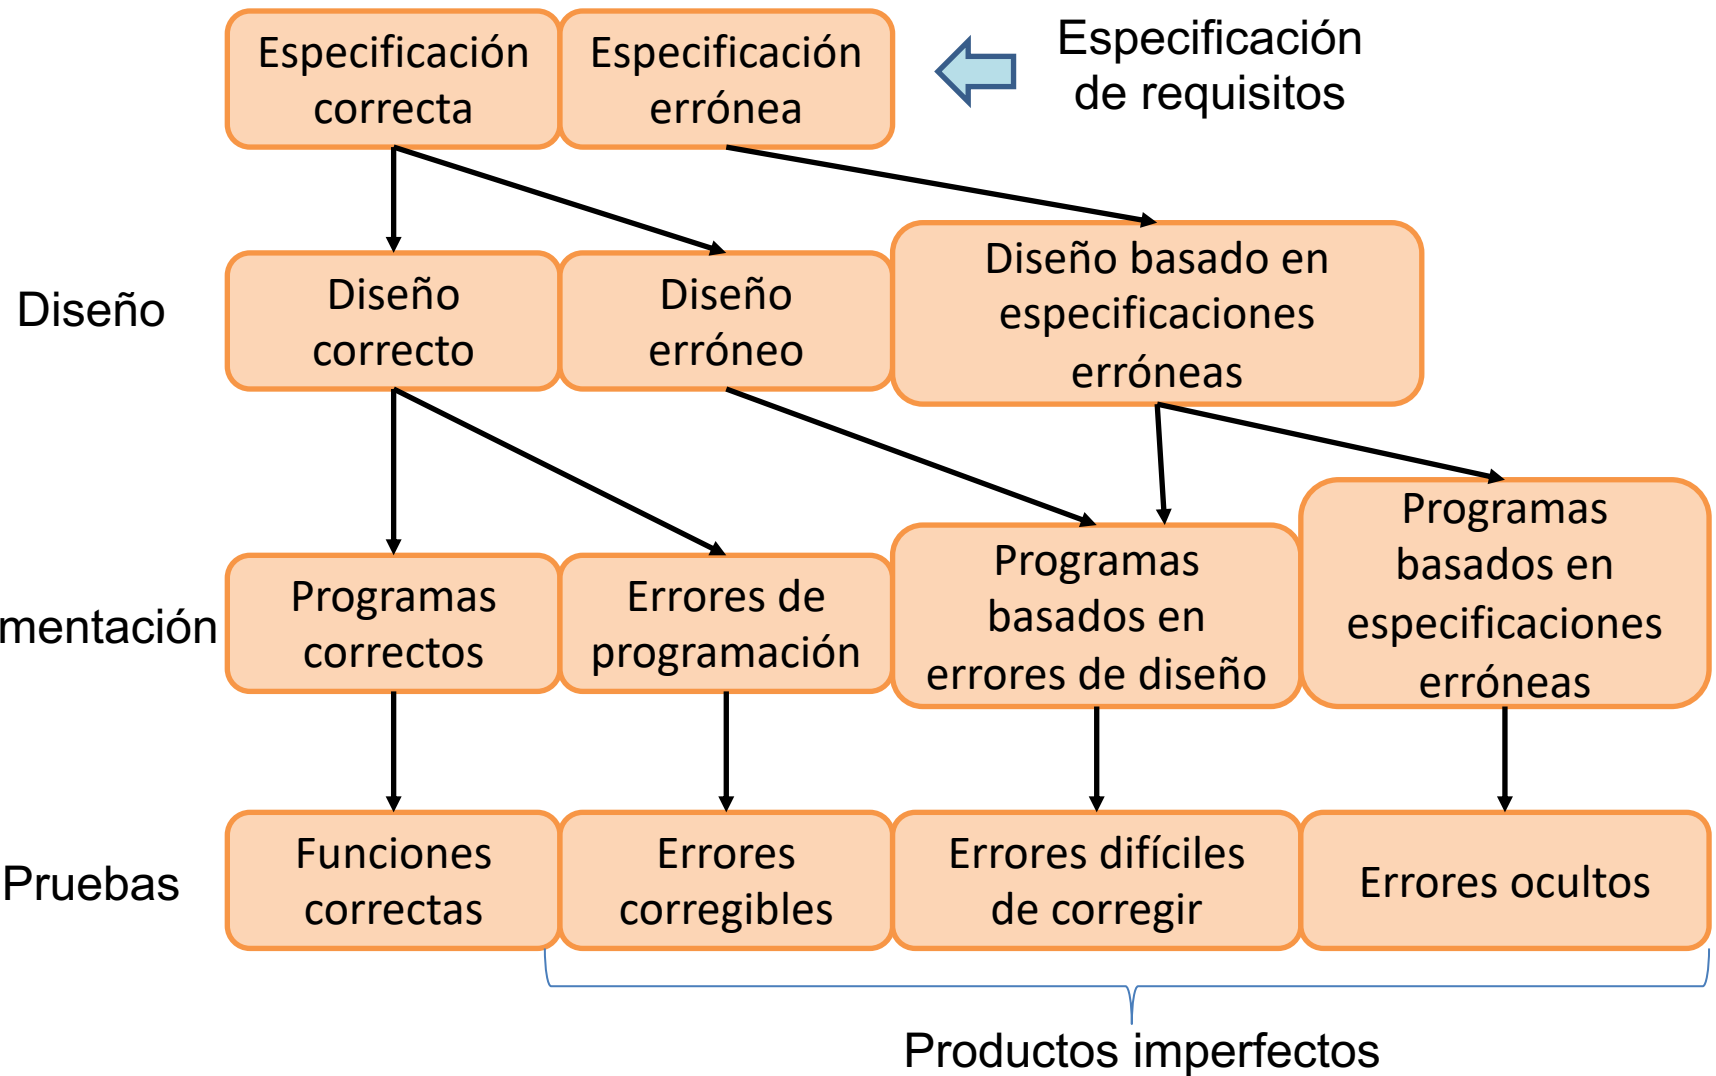 Especificación
correcta
Especificación
errónea
Especificación
de requisitos
Diseño
Diseño
correcto
Diseño
erróneo
Diseño basado en
especificaciones
erróneas
mentación
Programas
correctos
Errores de
programación
Programas
basados en
errores de diseño
Programas
basados en
especificaciones
erróneas
Pruebas
Funciones
correctas
Errores
corregibles
Errores difíciles
de corregir
Errores ocultos
Productos imperfectos